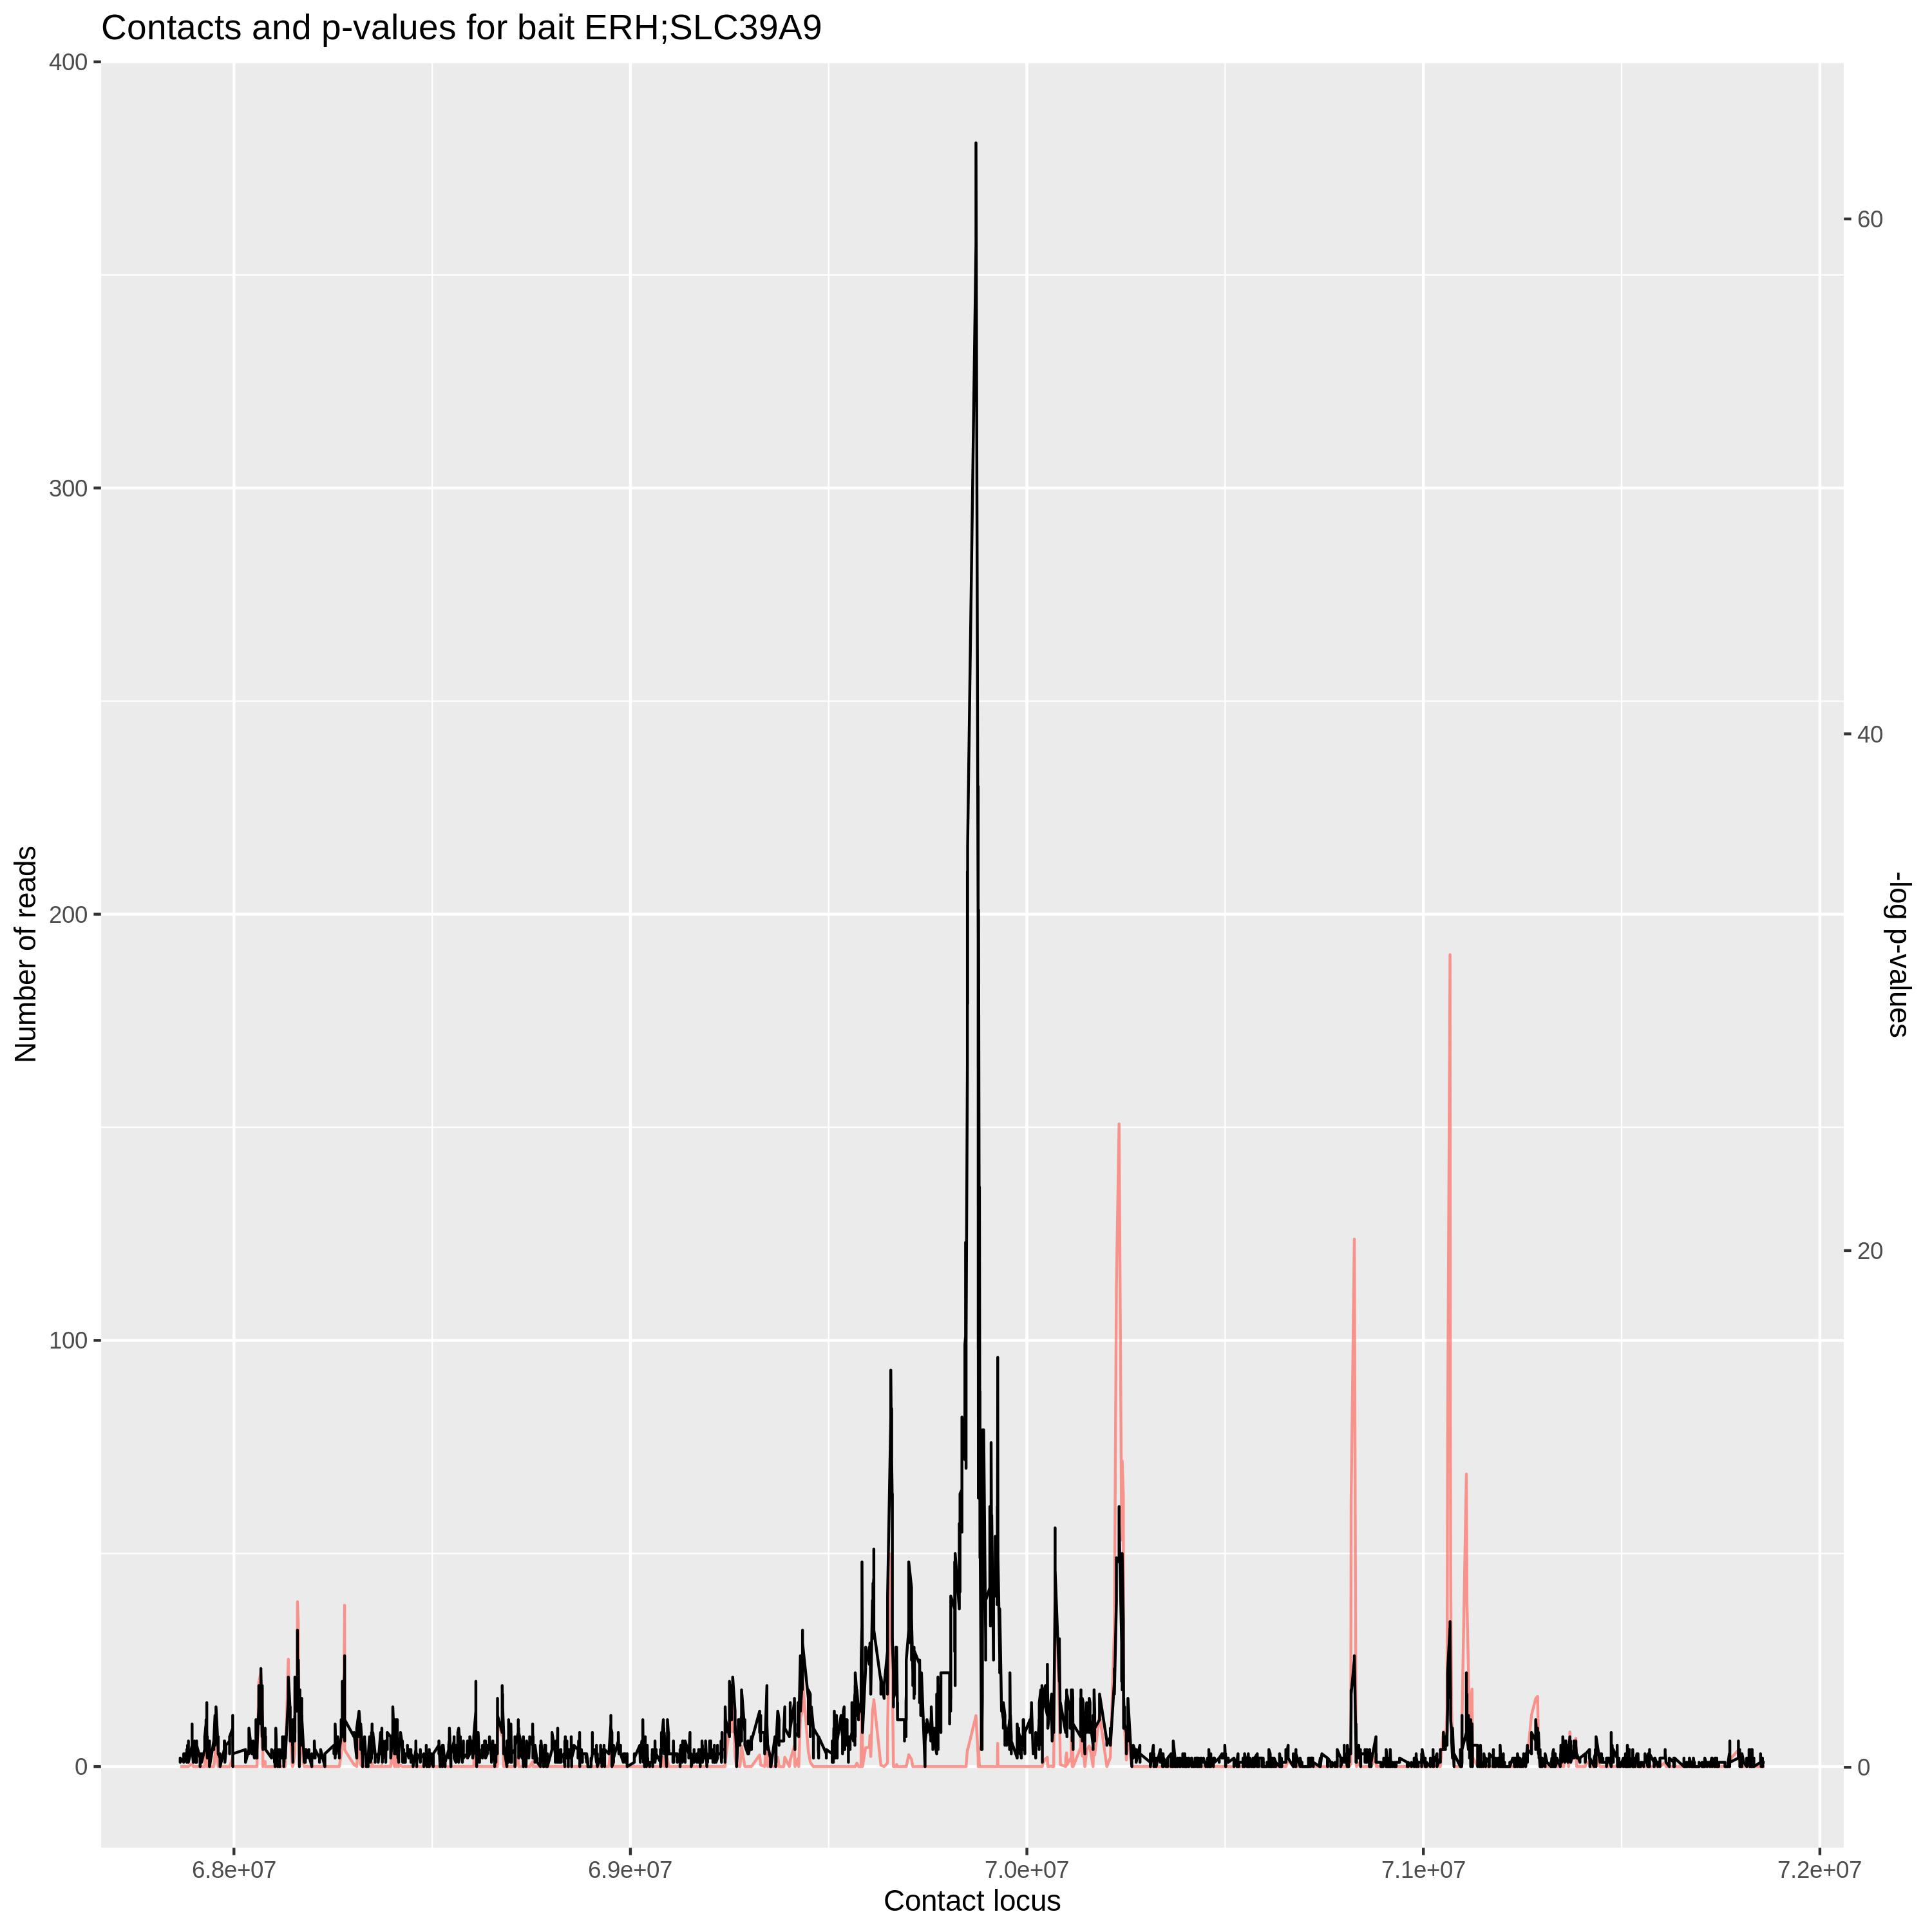 Contacts and p-values for bait ERH;SLC39A9
400
300
200
100
0
Number of reads
60
40
20
0
-log p-values
6.8e+07 6.9e+07 7.0e+07 7.1e+07 7.2e+07
Contact locus